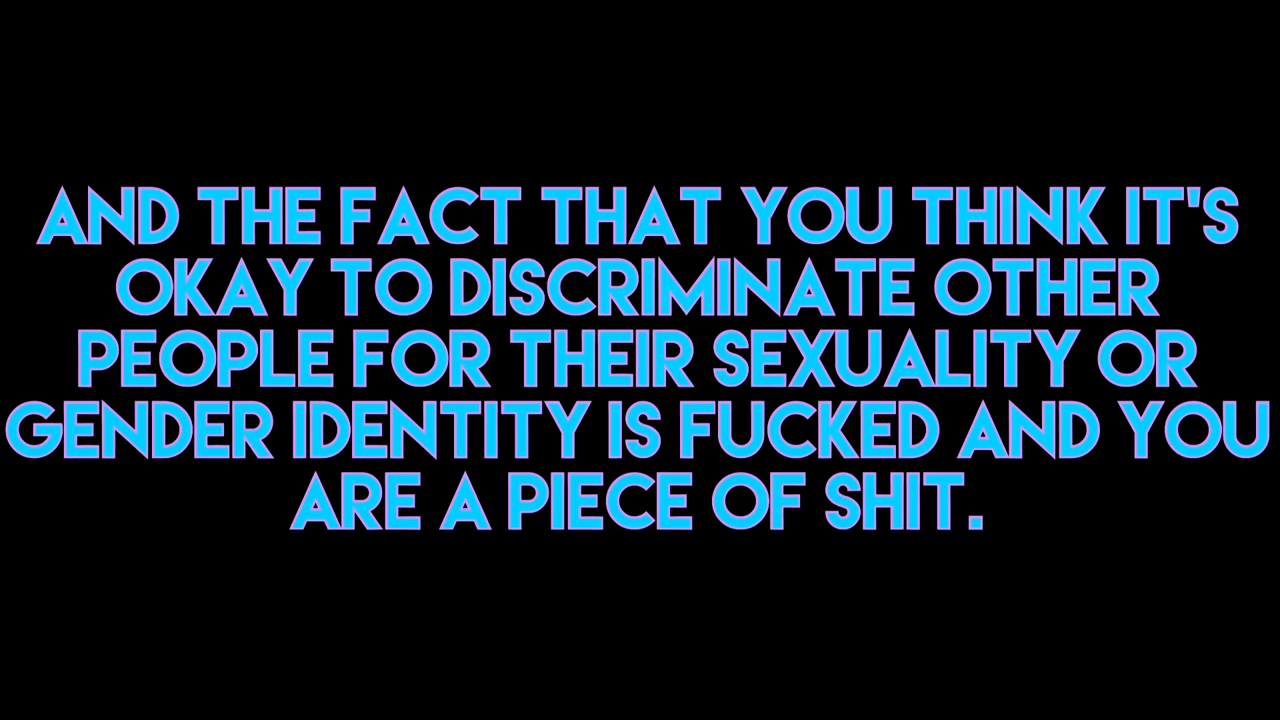 AND THE FACT THAT YOU THINK IT'S
OKAY TO DISCRIMINATE OTHER
PEOPLE FOR THEIR SEXUALITY OR
GENDER IDENTITY IS FUCKED AND YOU
ARE A PIECE OF SHIT.